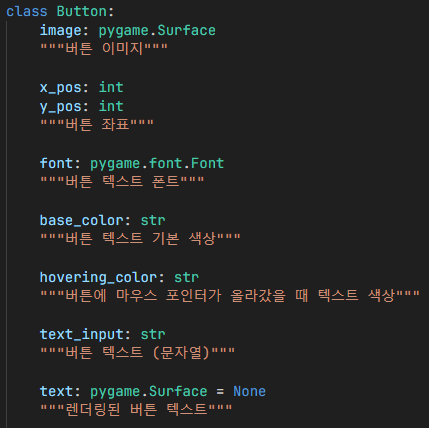 class Button:
    image: pygame.Surface
    """버튼 이미지"""

    x_pos: int
    y_pos: int
    """버튼 좌표"""

    font: pygame.font.Font
    """버튼 텍스트 폰트"""

    base_color: str
    """버튼 텍스트 기본 색상"""

    hovering_color: str
    """버튼에 마우스 포인터가 올라갔을 때 텍스트 색상"""

    text_input: str
    """버튼 텍스트 (문자열)"""

    text: pygame.Surface = None
    """렌더링된 버튼 텍스트"""